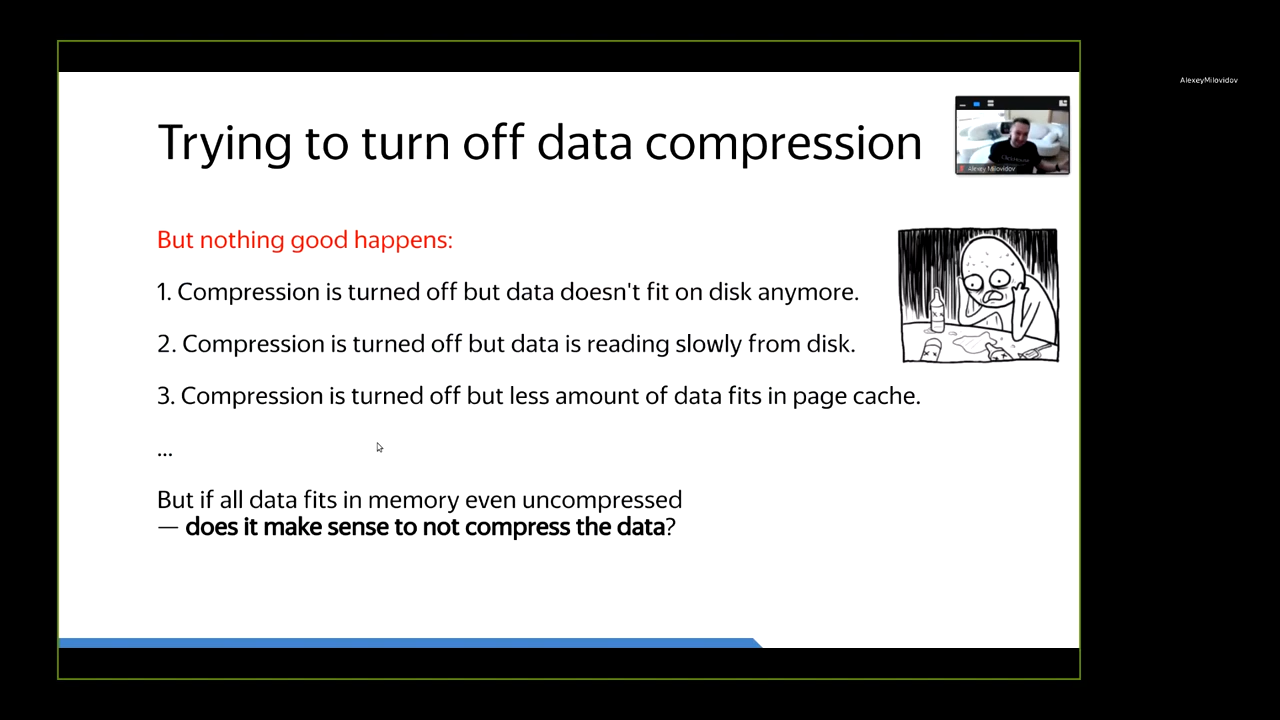 AlexeyMilovidov
Trying to turn off data compression
Alexey Milovidov
But nothing good happens:
1. Compression is turned off but data doesn't fit on disk anymore.
2. Compression is turned off but data is reading slowly from disk.
3. Compression is turned off but less amount of data fits in page cache.
...
But if all data fits in memory even uncompressed
— does it make sense to not compress the data?